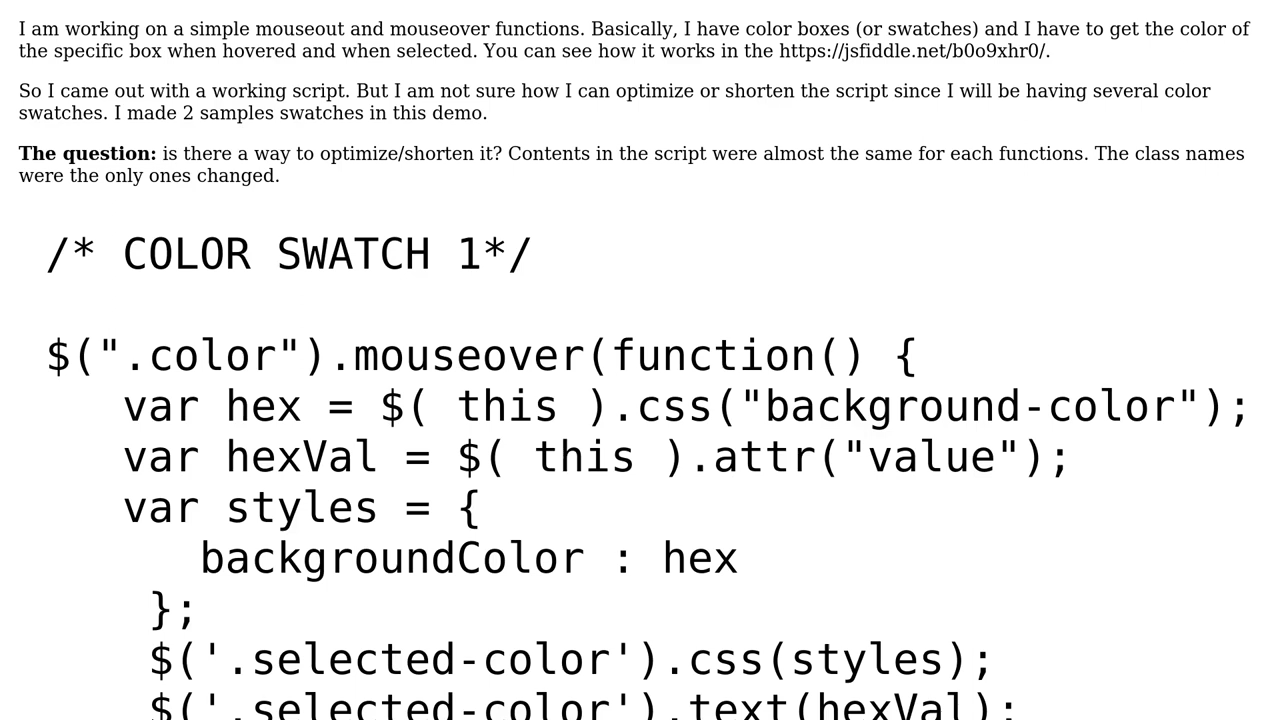 I am working on a simple mouseout and mouseover functions. Basically, I have color boxes (or swatches) and I have to get the color of
the specific box when hovered and when selected. You can see how it works in the https://jsfiddle.net/b0o9xhr0/.
So I came out with a working script. But I am not sure how I can optimize or shorten the script since I will be having several color
swatches. I made 2 samples swatches in this demo.
The question: is there a way to optimize/shorten it? Contents in the script were almost the same for each functions. The class names
were the only ones changed.
/* COLOR SWATCH 1*/
$(".color").mouseover(function() {
var hex = $( this ).css("background-color");
var hexVal = $( this ).attr("value");
var styles = {
backgroundColor : hex
};
$('.selected-color').css(styles);
$('.selected-color').text(hexVal);